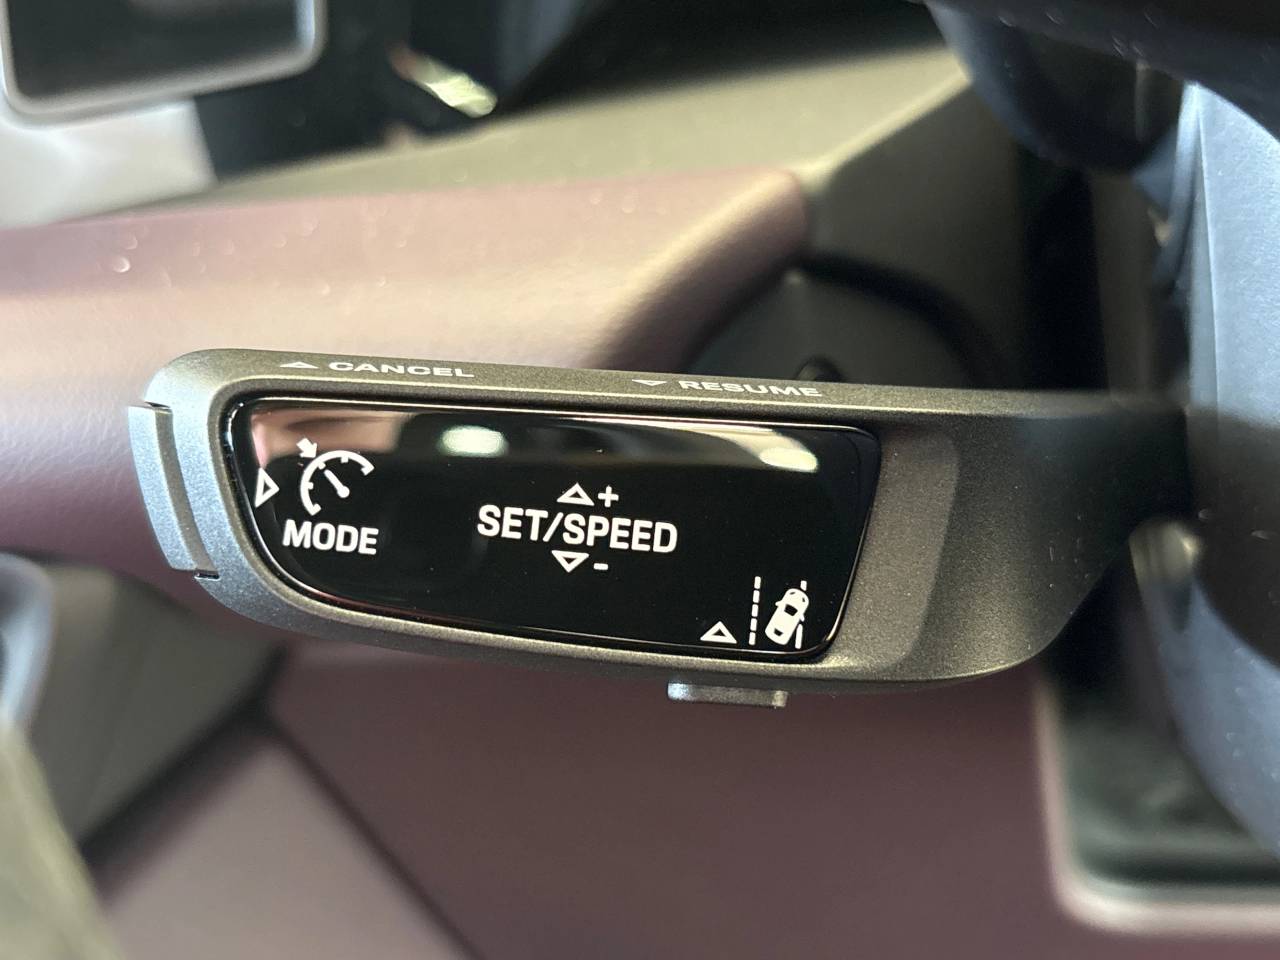 CANCEL
RESUME
MODE
+
SET/SPEED
-